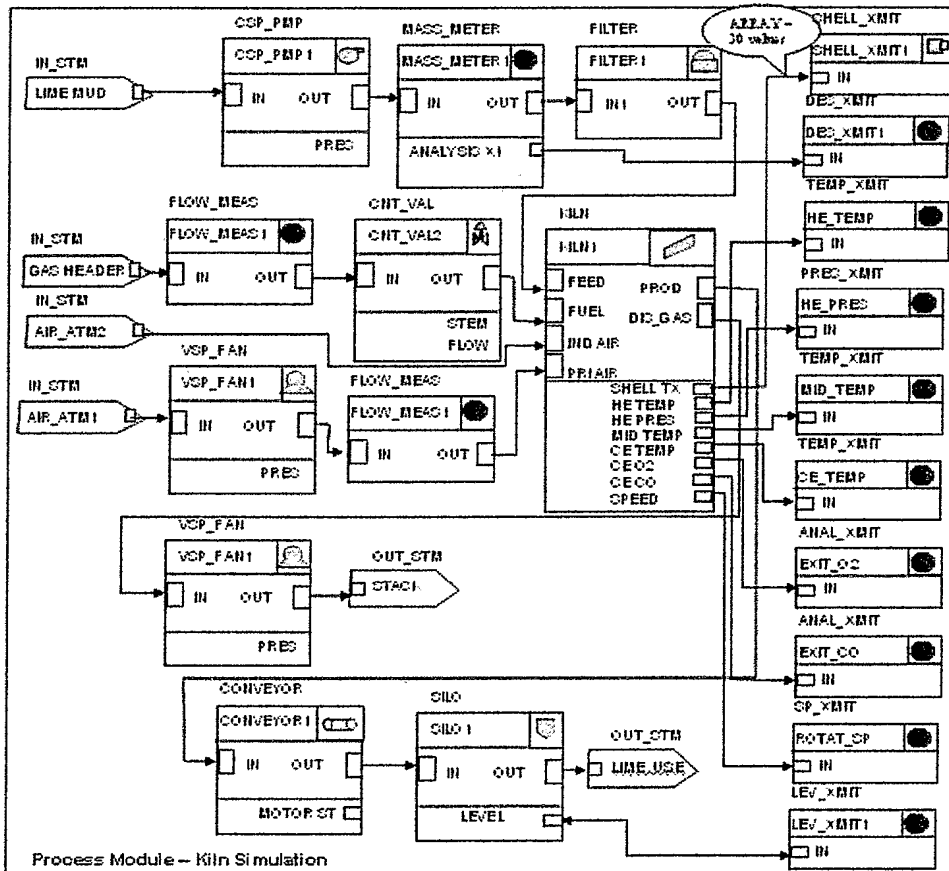 CSP_PMP
CSP_PMP1
IN OUT
PRES
MASS_METER
MASS_METER1
IN OUT
ANALYSIS X1
FILTER
FILTER1
IN1
ARRAY –
30 values
SHELL_XMIT
SHELL_XMIT1
IN
DES_XMIT
DES_XMIT1
IN
TEMP_XMIT
HE_TEMP
IN
PRES_XMIT
HE_PRES
IN
TEMP_XMIT
MID_TEMP
IN
TEMP_XMIT
CE_TEMP
IN
ANAL_XMIT
EXIT_O2
IN
ANAL_XMIT
EXIT_CO
IN
SP_XMIT
ROTAT_SP
IN
LEV_XMIT
LEV_XMIT1
IN
IN_STM
LIME MUD
FLOW_MEAS
FLOW_MEAS1
IN OUT
CNT_VAL
CNT_VAL2
IN OUT
STEM
FLOW
IN_STM
GAS HEADER
IN_STM
AIR_ATM2
IN_STM
AIR_ATM1
VSP_FAN
VSP_FAN1
IN OUT
PRES
FLOW_MEAS
FLOW_MEAS1
IN OUT
KILN
KILN1
FEED PROD
FUEL DIS_GAS
IND AIR
PRI AIR
SHELL TX
HE TEMP
HE PRES
MID TEMP
CE TEMP
CE O2
CE CO
SPEED
VSP_FAN
VSP_FAN1
IN OUT
PRES
OUT_STM
STACK
CONVEYOR
CONVEYOR1
IN OUT
MOTOR ST
SILO
SILO 1
IN OUT
LEVEL
OUT_STM
LIME_USE
Process Module – Kiln Simulation